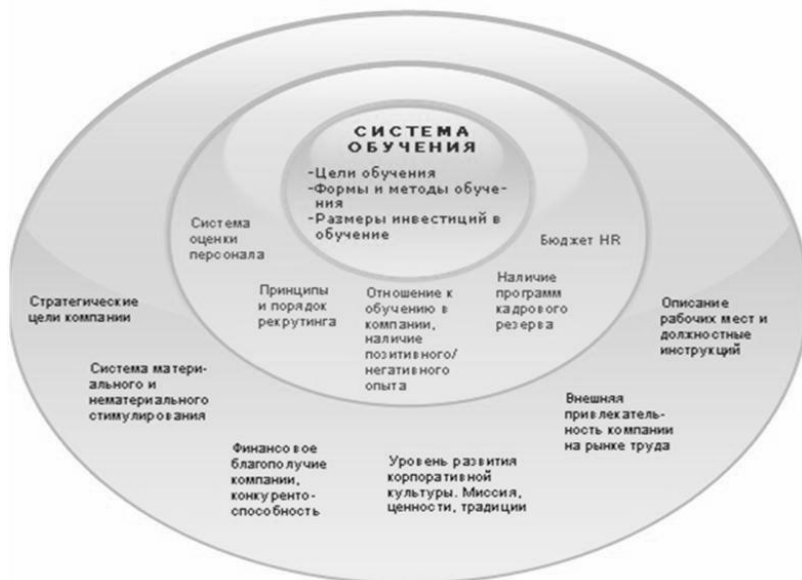 СИСТЕМА
ОБУЧЕНИЯ
-Цели обучения
-Формы и методы обуче-
ния
-Размеры инвестиций в
обучение
Система
оценки
персонала
Принципы
и порядок
рекрутинга
Отношение к
обучению в
компании,
наличие
позитивного/
негативного
опыта
Наличие
программ
кадрового
резерва
Бюджет HR
Стратегические
цели компании
Система матери-
ального и
нематериального
стимулирования
Финансовое
благополучие
компании,
конкуренто-
способность
Уровень развития
корпоративной
культуры. Миссия,
ценности, традиции
Внешняя
привлекатель-
ность компании
на рынке труда
Описание
рабочих мест и
должностные
инструкций